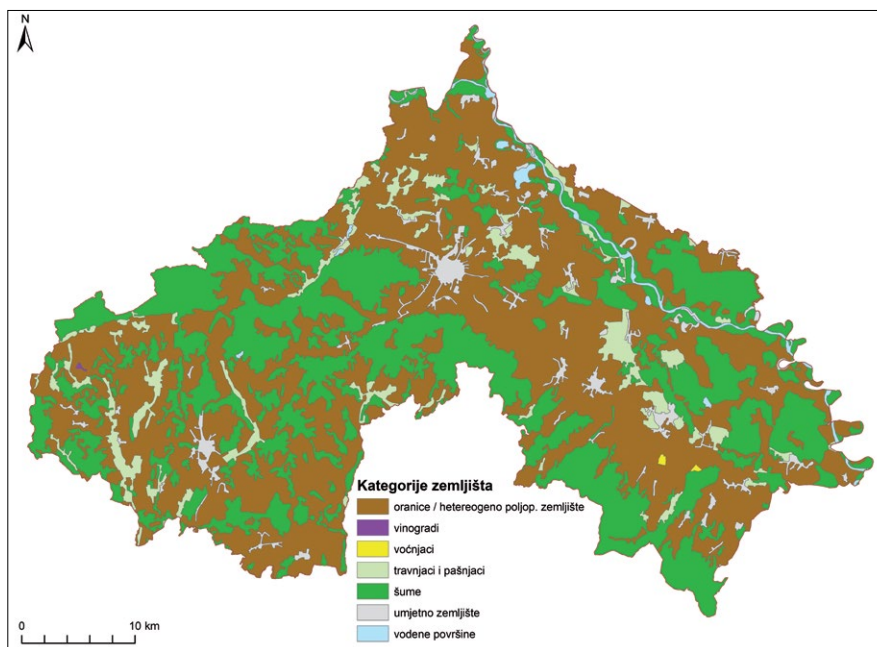 N
Kategorije zemljišta
oranice / hetereogeno poljop. zemljište
vinogradi
voćnjaci
travnjaci i pašnjaci
šume
umjetno zemljište
vodene površine
0 10 km